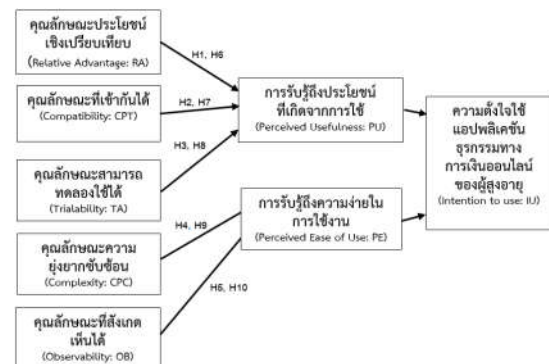 คุณลักษณะประโยชน์
เชิงเปรียบเทียบ
(Relative Advantage: RA)
H1, H6
คุณลักษณะที่เข้ากันได้
(Compatibility: CPT)
H2, H7
คุณลักษณะสามารถ
ทดลองใช้ได้
(Trialability: TA)
H3, H8
คุณลักษณะความ
ยุ่งยากซับซ้อน
(Complexity: CPC)
H4, H9
คุณลักษณะที่สังเกต
เห็นได้
(Observability: OB)
H5, H10
การรับรู้ถึงประโยชน์
ที่เกิดจากการใช้
(Perceived Usefulness: PU)
การรับรู้ถึงความง่ายใน
การใช้งาน
(Perceived Ease of Use: PE)
ความตั้งใจใช้
แอปพลิเคชัน
ธุรกรรมทาง
การเงินออนไลน์
ของผู้สูงอายุ
(Intention to use: IU)